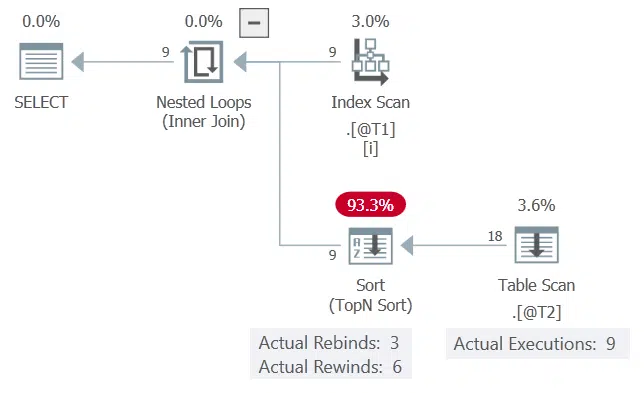 0.0%
0.0%
3.0%
9
9
SELECT
Nested Loops
(Inner Join)
Index Scan
.[@T1]
[i]
93.3%
3.6%
A
Z
9
18
Sort
(TopN Sort)
Table Scan
.[@T2]
Actual Rebinds: 3
Actual Rewinds: 6
Actual Executions: 9